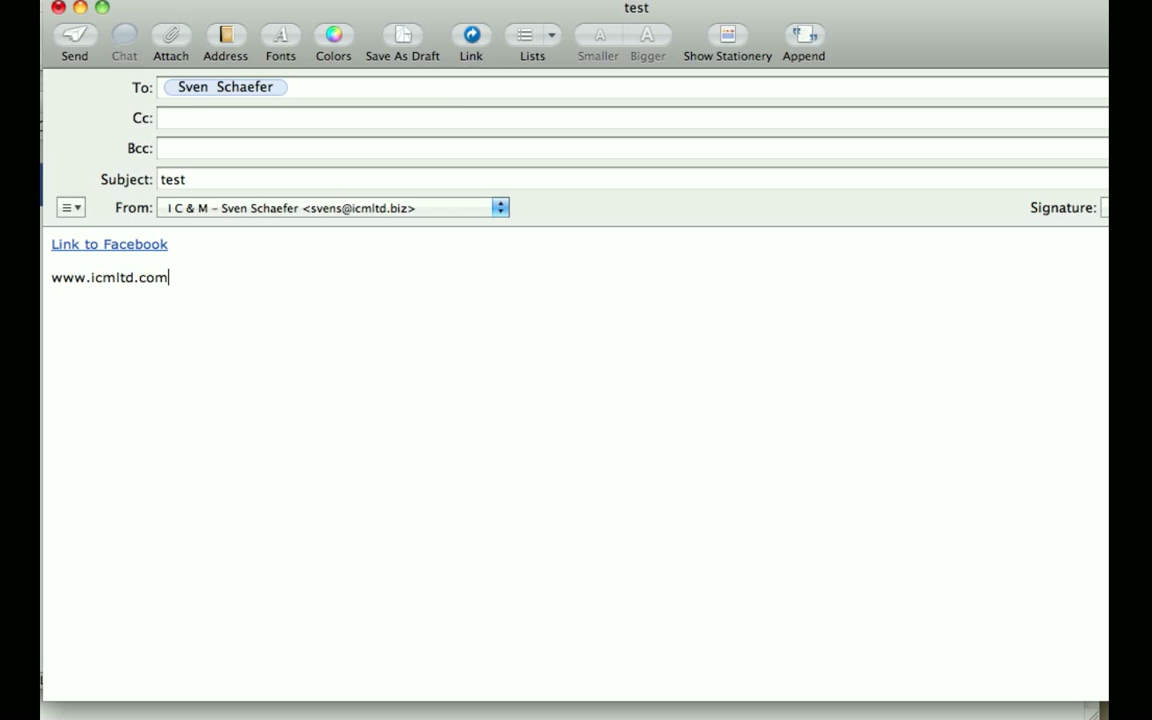 test
Send Chat Attach Address Fonts Colors Save As Draft Link Lists Smaller Bigger Show Stationery Append
To: Sven Schaefer
Cc:
Bcc:
Subject: test
From: I C & M – Sven Schaefer <svens@icmltd.biz> Signature:
Link to Facebook
www.icmltd.com